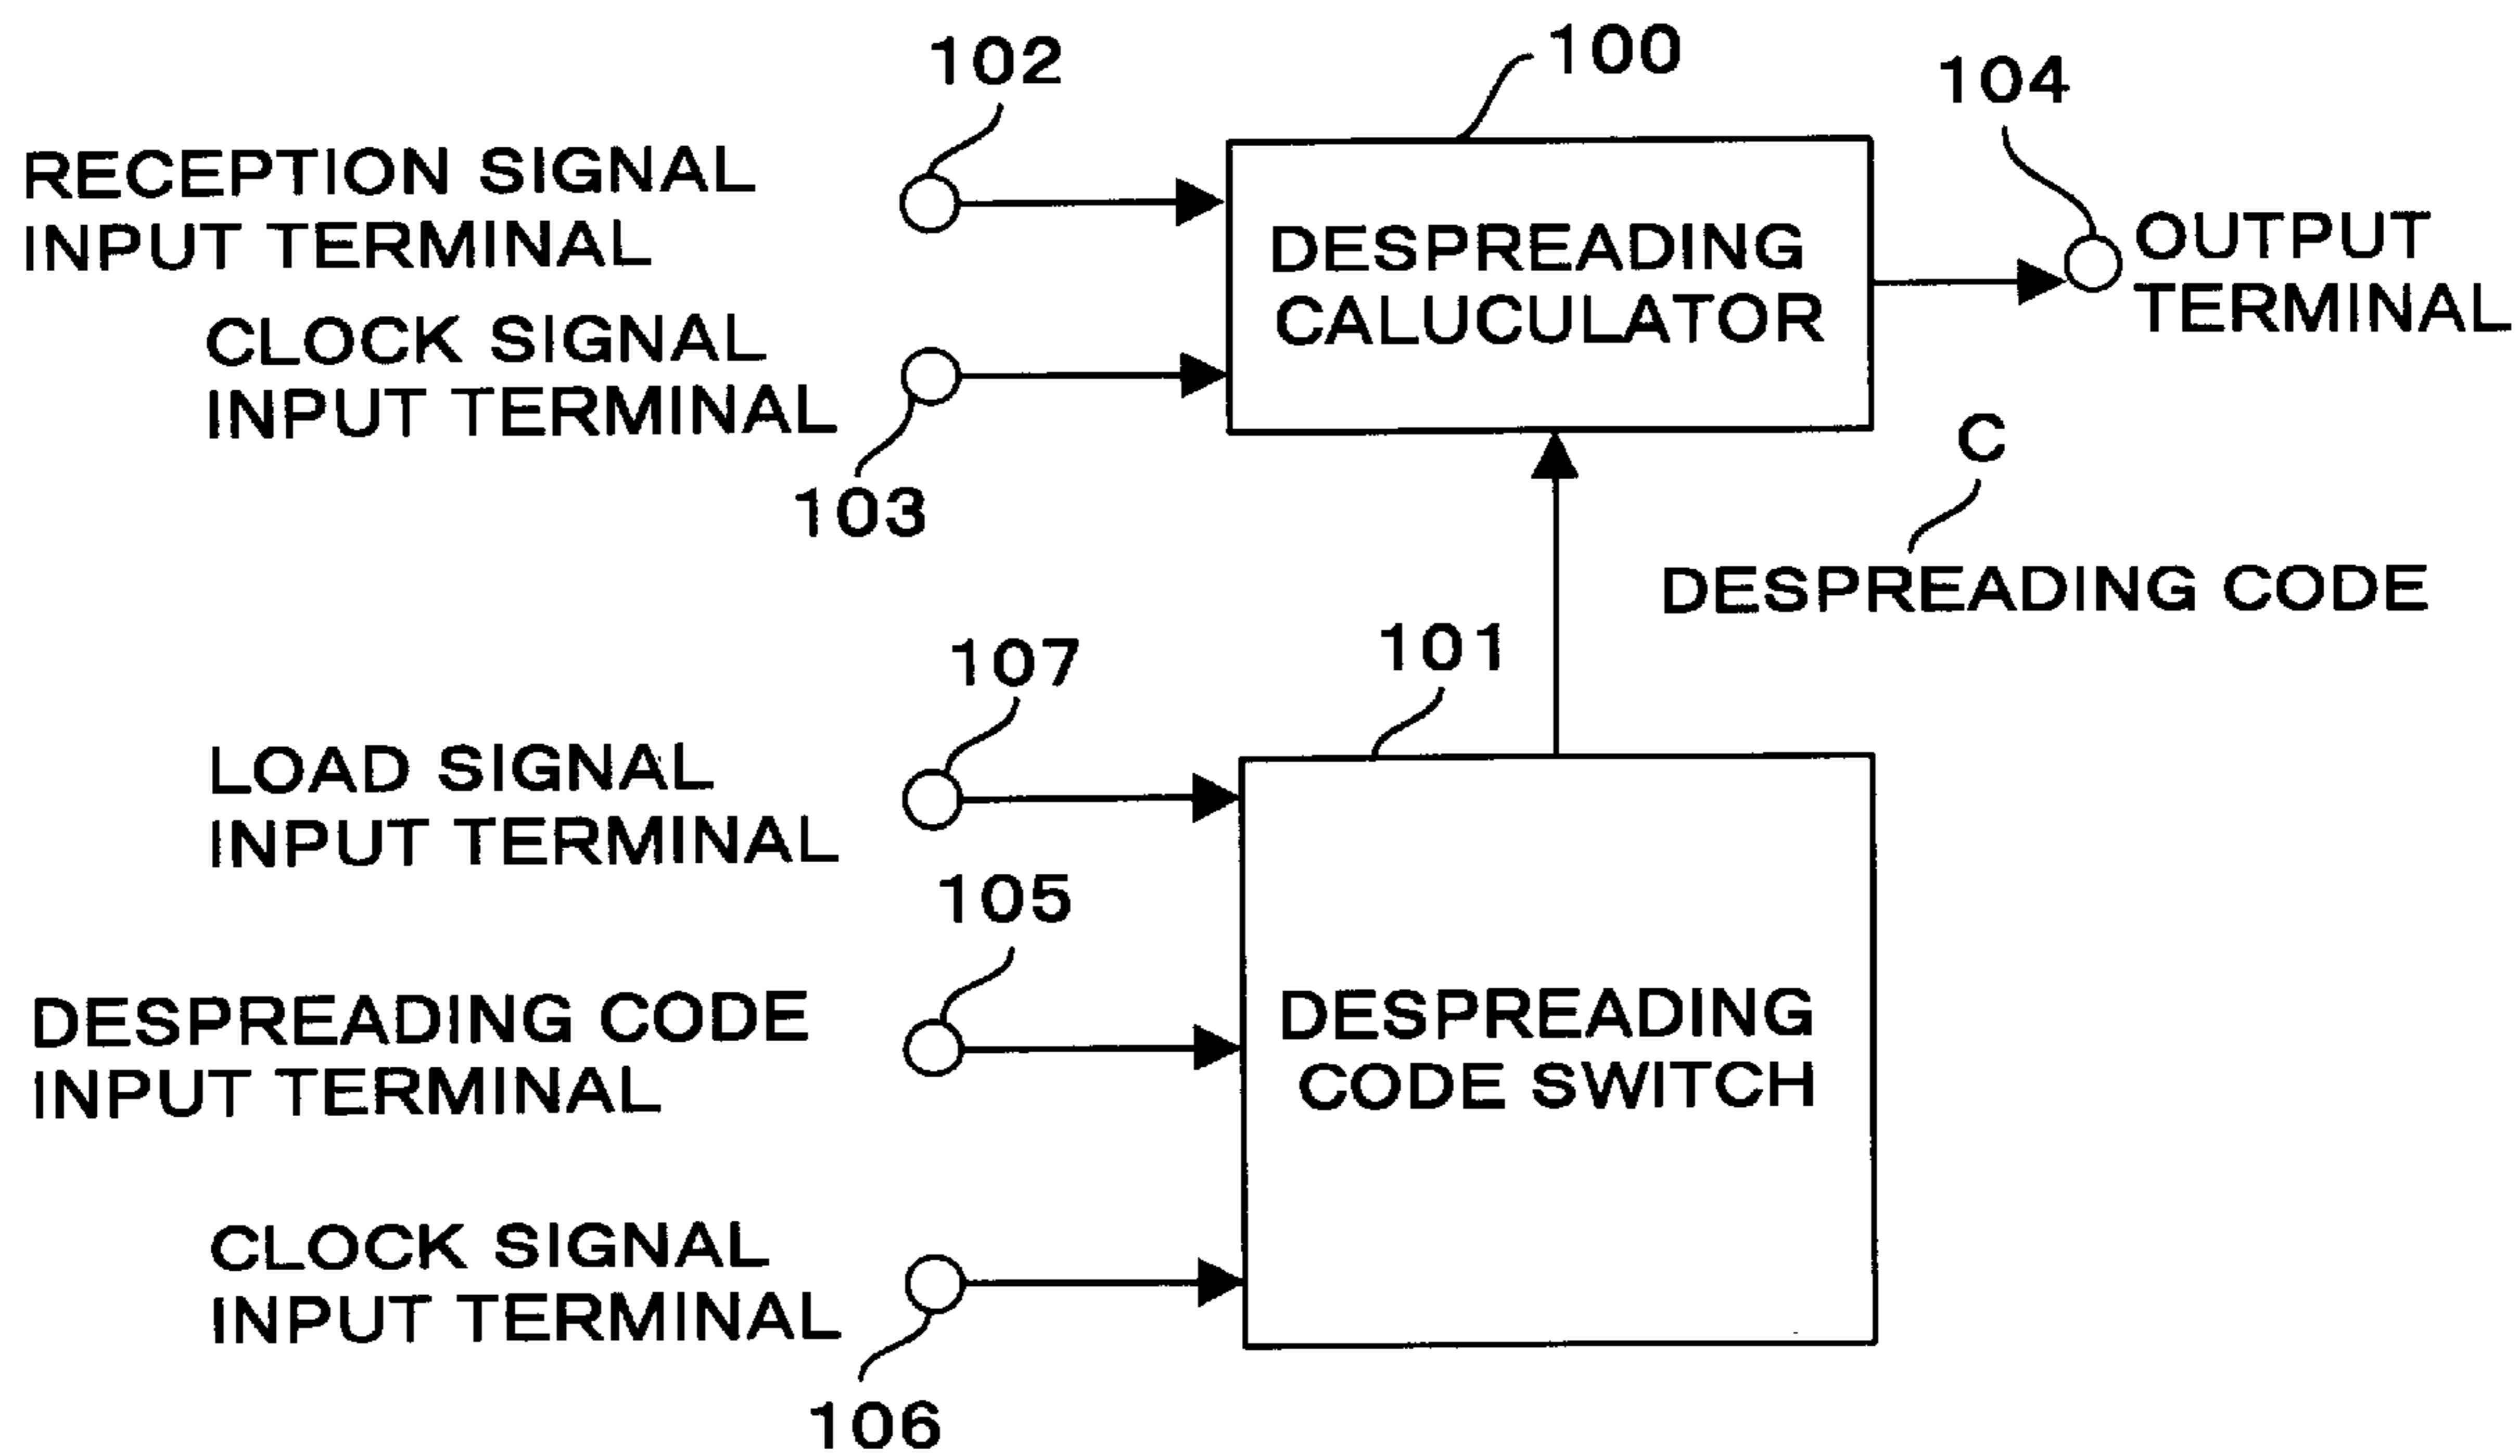 102
100
104
RECEPTION SIGNAL
INPUT TERMINAL
DESPREADING
CALUCULATOR
OUTPUT
TERMINAL
CLOCK SIGNAL
INPUT TERMINAL
103
C
DESPREADING CODE
107
101
LOAD SIGNAL
INPUT TERMINAL
105
DESPREADING CODE
INPUT TERMINAL
DESPREADING
CODE SWITCH
CLOCK SIGNAL
INPUT TERMINAL
106